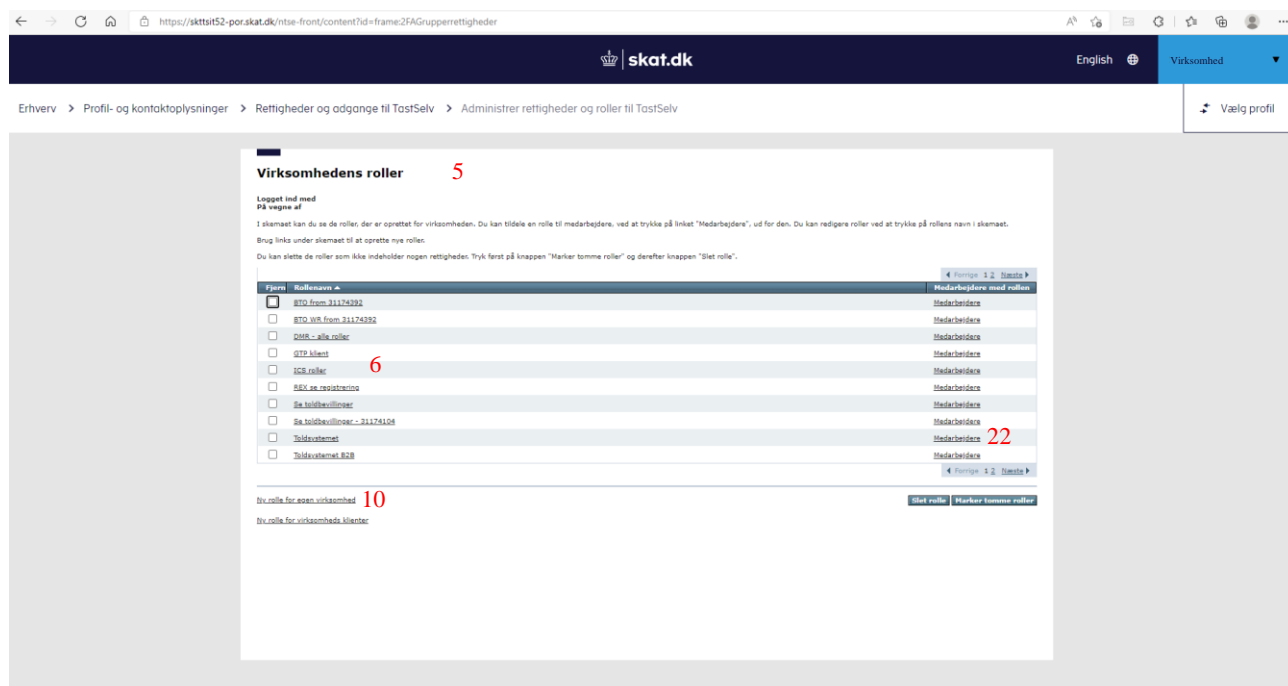 https://skttsit52-por.skat.dk/ntse-front/content?id=frame:2FAGrupperrettigheder
skat.dk
English
Virksomhed
Erhverv > Profil- og kontaktoplysninger > Rettigheder og adgange til TastSelv > Administrer rettigheder og roller til TastSelv
Vælg profil
Virksomhedens roller 5
Logget ind med
På vegne af
I skemaet kan du se de roller, der er oprettet for virksomheden. Du kan tildele en rolle til medarbejdere, ved at trykke på linket "Medarbejdere", ud for den. Du kan redigere roller ved at trykke på rollens navn i skemaet.
Brug links under skemaet til at oprette nye roller.
Du kan slette de roller som ikke indeholder nogen rettigheder. Tryk først på knappen "Marker tomme roller" og derefter knappen "Slet rolle".
Forrige 1 2 Næste
Fjern Rollenavn Medarbejdere med rollen
BTO from 31174392 Medarbejdere
BTO WR from 31174392 Medarbejdere
DMR - alle roller Medarbejdere
GTP klient Medarbejdere
ICS roller 6 Medarbejdere
REX se registrering Medarbejdere
Se toldbevillinger Medarbejdere
Se toldbevillinger - 31174104 Medarbejdere
Toldsystemet Medarbejdere 22
Toldsystemet B2B Medarbejdere
Forrige 1 2 Næste
Ny rolle for egen virksomhed 10 Slet rolle Marker tomme roller
Ny rolle for virksomheds klienter